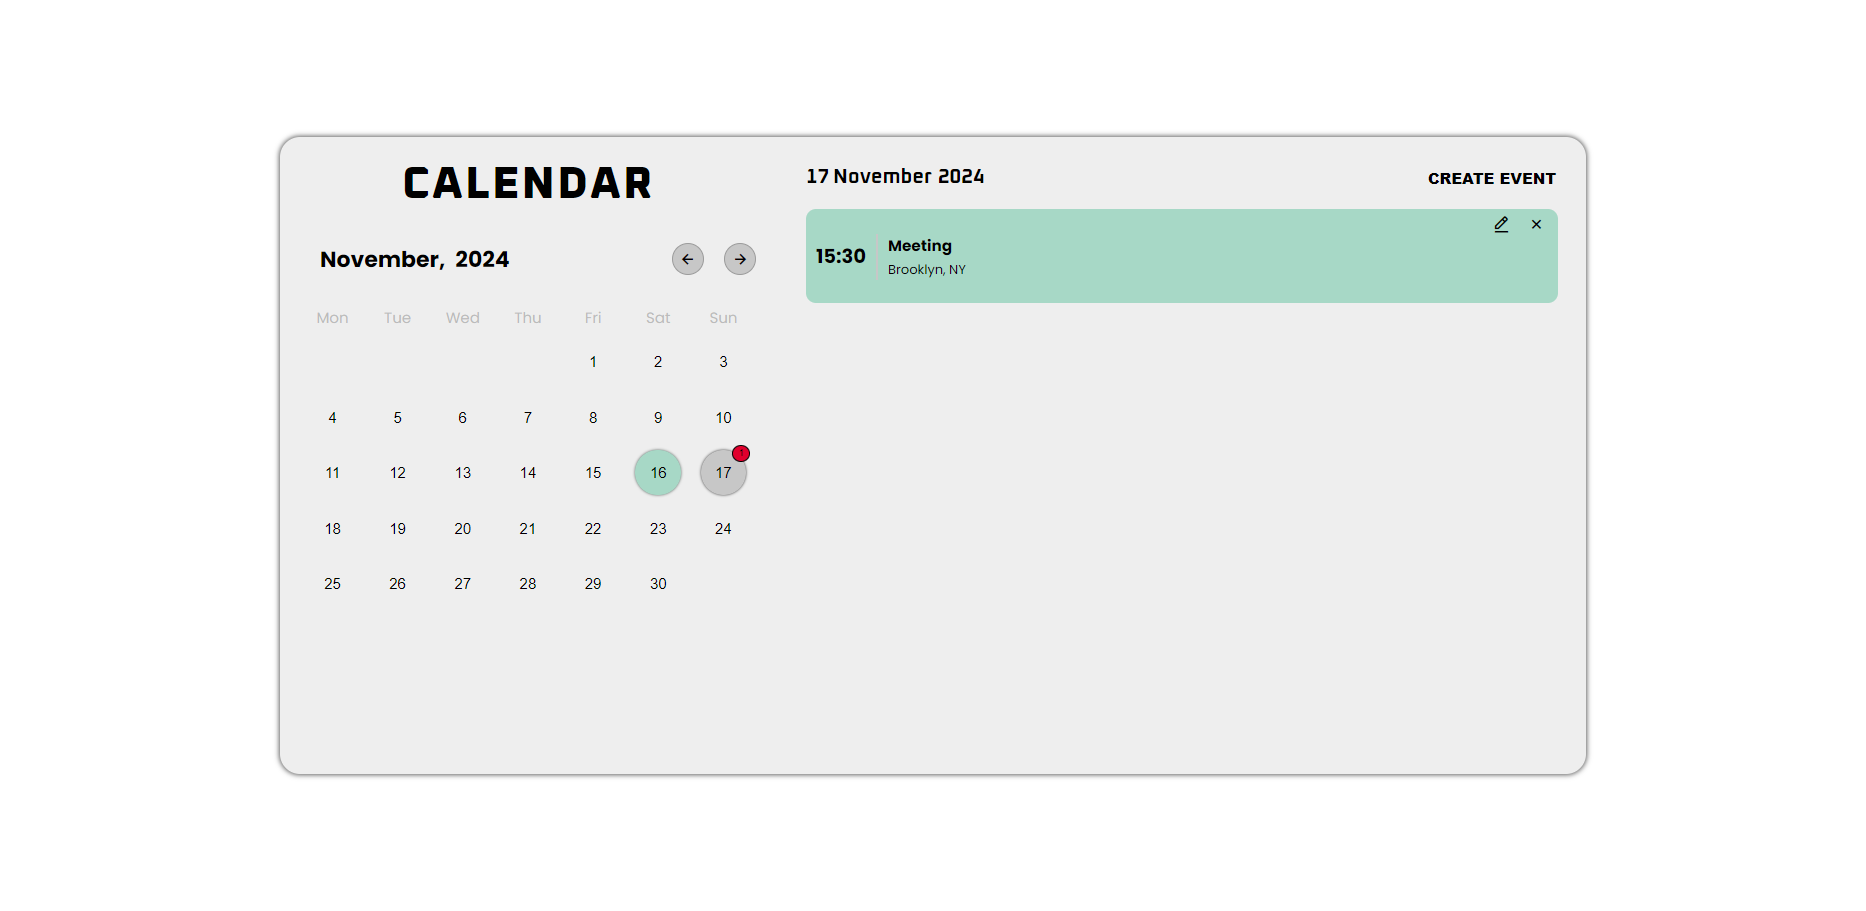 CALENDAR
November, 2024
Mon Tue Wed Thu Fri Sat Sun
1 2 3
4 5 6 7 8 9 10
11 12 13 14 15 16 17
18 19 20 21 22 23 24
25 26 27 28 29 30
17 November 2024
CREATE EVENT
15:30
Meeting
Brooklyn, NY